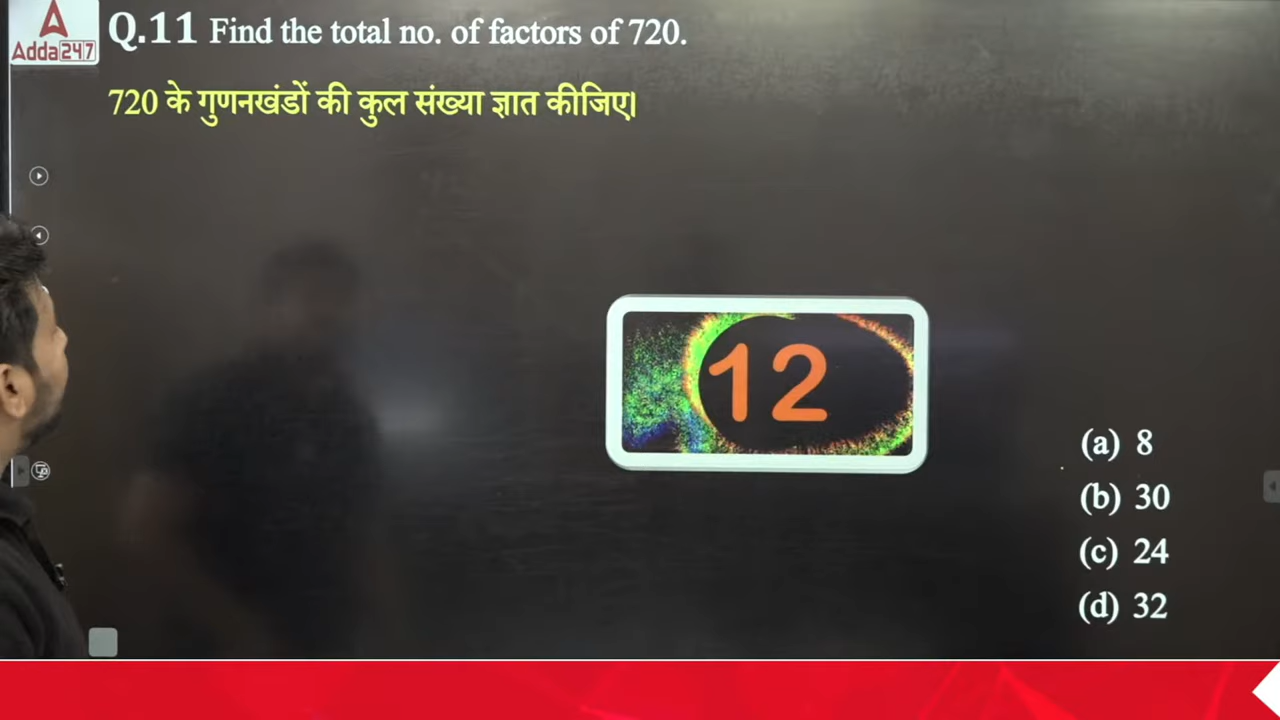 Adda247
Q.11 Find the total no. of factors of 720.
720 के गुणनखंडों की कुल संख्या ज्ञात कीजिए।
12
(a) 8
(b) 30
(c) 24
(d) 32